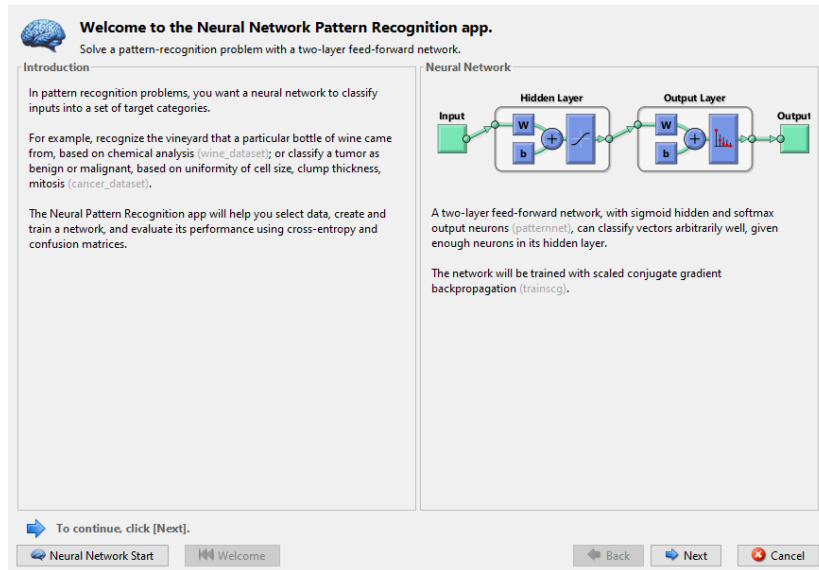 Welcome to the Neural Network Pattern Recognition app.
Solve a pattern-recognition problem with a two-layer feed-forward network.
Introduction
In pattern recognition problems, you want a neural network to classify
inputs into a set of target categories.
For example, recognize the vineyard that a particular bottle of wine came
from, based on chemical analysis (wine_dataset); or classify a tumor as
benign or malignant, based on uniformity of cell size, clump thickness,
mitosis (cancer_dataset).
The Neural Pattern Recognition app will help you select data, create and
train a network, and evaluate its performance using cross-entropy and
confusion matrices.
Neural Network
Hidden Layer
Output Layer
Input
Output
W
b
+
W
b
+
A two-layer feed-forward network, with sigmoid hidden and softmax
output neurons (patternnet), can classify vectors arbitrarily well, given
enough neurons in its hidden layer.
The network will be trained with scaled conjugate gradient
backpropagation (trainscg).
To continue, click [Next].
Neural Network Start
Welcome
Back
Next
Cancel